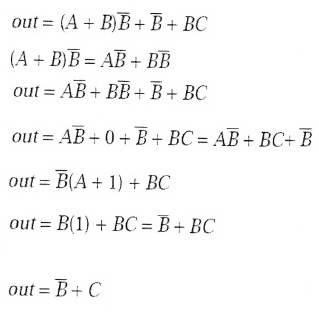 out = (A + B)B̅ + B̅ + BC
(A + B)B̅ = AB̅ + BB̅
out = AB̅ + BB̅ + B̅ + BC
out = AB̅ + 0 + B̅ + BC = AB̅ + BC+ B̅
out = B̅(A + 1) + BC
out = B(1) + BC = B̅ + BC
out = B̅ + C